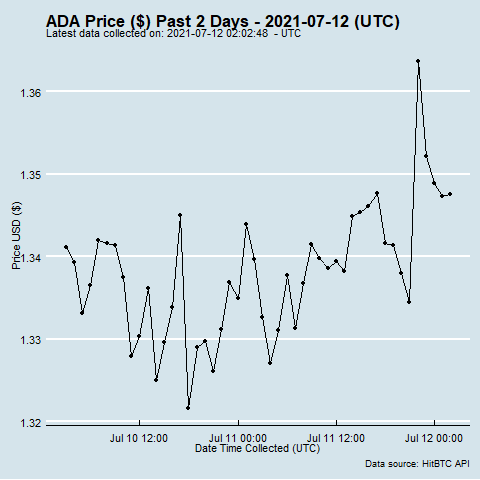 ADA Price ($) Past 2 Days - 2021-07-12 (UTC)
Latest data collected on: 2021-07-12 02:02:48 - UTC
1.36
1.35
1.34
1.33
1.32
Price USD ($)
Jul 10 12:00 Jul 11 00:00 Jul 11 12:00 Jul 12 00:00
Date Time Collected (UTC)
Data source: HitBTC API